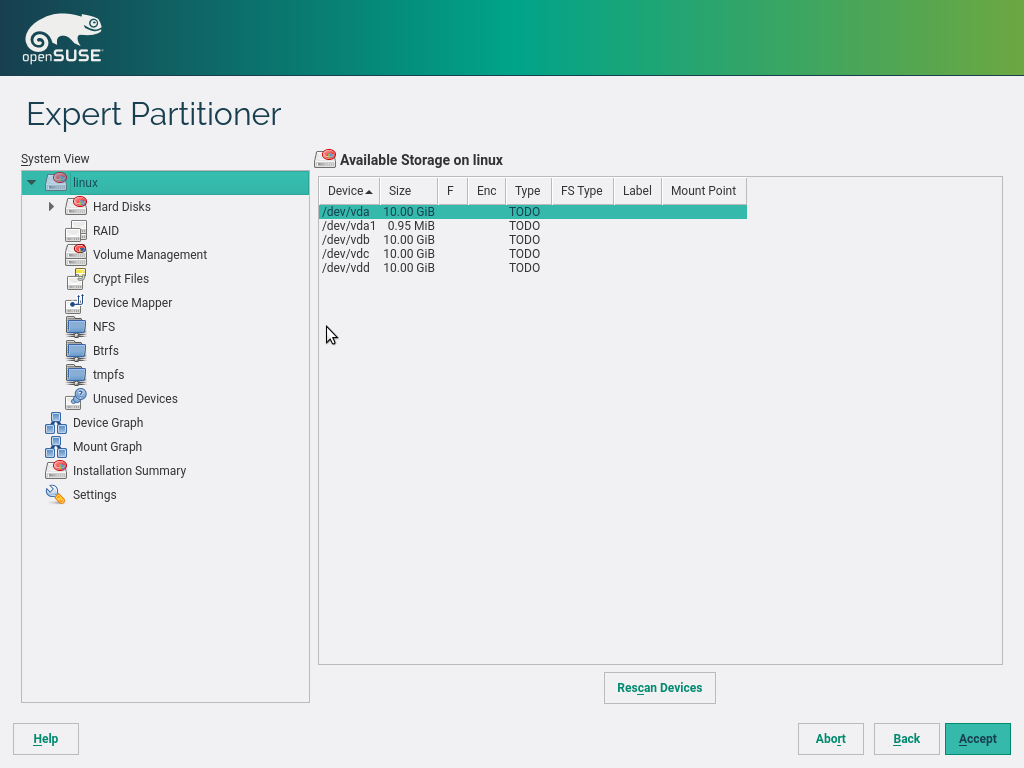 openSUSE
Expert Partitioner
System View
linux
Hard Disks
RAID
Volume Management
Crypt Files
Device Mapper
NFS
Btrfs
tmpfs
Unused Devices
Device Graph
Mount Graph
Installation Summary
Settings
Available Storage on linux
Device Size F Enc Type FS Type Label Mount Point
/dev/vda 10.00 GiB TODO
/dev/vda1 0.95 MiB TODO
/dev/vdb 10.00 GiB TODO
/dev/vdc 10.00 GiB TODO
/dev/vdd 10.00 GiB TODO
Rescan Devices
Help Abort Back Accept